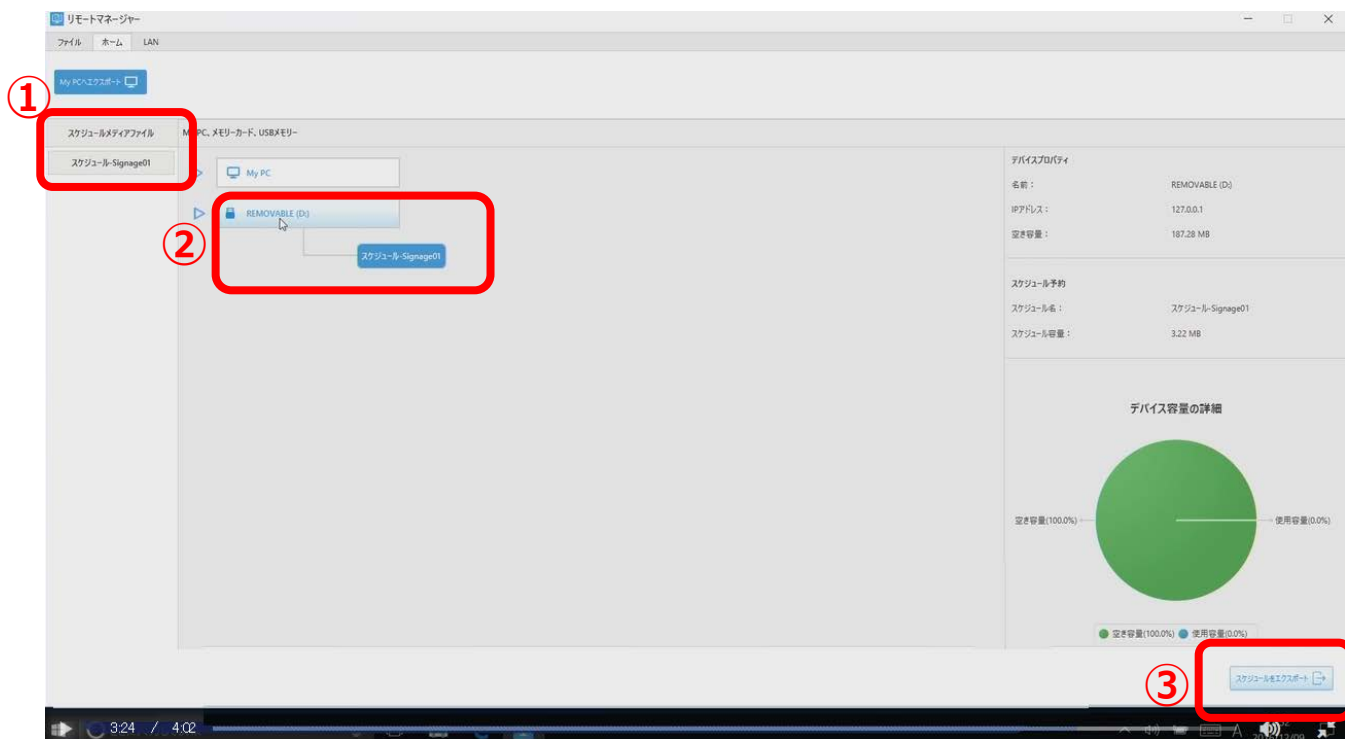 リモートマネージャー
ファイル ホーム LAN
My PCへエクスポート
①
スケジュールメディアファイル
PC、メモリーカード、USBメモリー
スケジュール-Signage01
My PC
REMOVABLE (D:)
②
スケジュール-Signage01
デバイスプロパティ
名前： REMOVABLE (D:)
IPアドレス： 127.0.0.1
空き容量： 187.28 MB
スケジュール予約
スケジュール名： スケジュール-Signage01
スケジュール容量： 3.22 MB
デバイス容量の詳細
空き容量(100.0%) 使用容量(0.0%)
空き容量(100.0%) 使用容量(0.0%)
③
スケジュールをエクスポート
3:24 / 4:02
A